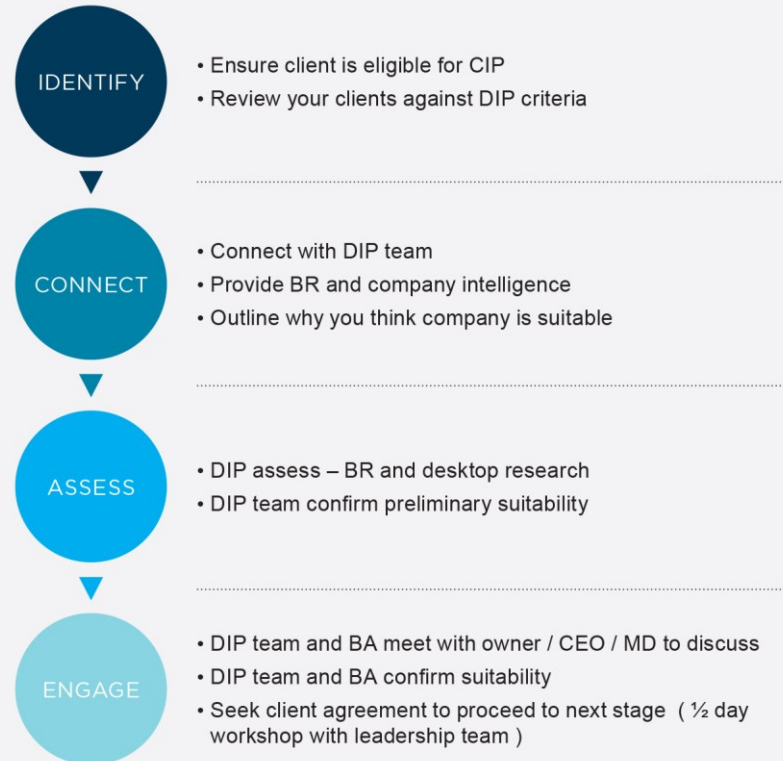 IDENTIFY
• Ensure client is eligible for CIP
• Review your clients against DIP criteria
CONNECT
• Connect with DIP team
• Provide BR and company intelligence
• Outline why you think company is suitable
ASSESS
• DIP assess – BR and desktop research
• DIP team confirm preliminary suitability
ENGAGE
• DIP team and BA meet with owner / CEO / MD to discuss
• DIP team and BA confirm suitability
• Seek client agreement to proceed to next stage ( ½ day
workshop with leadership team )